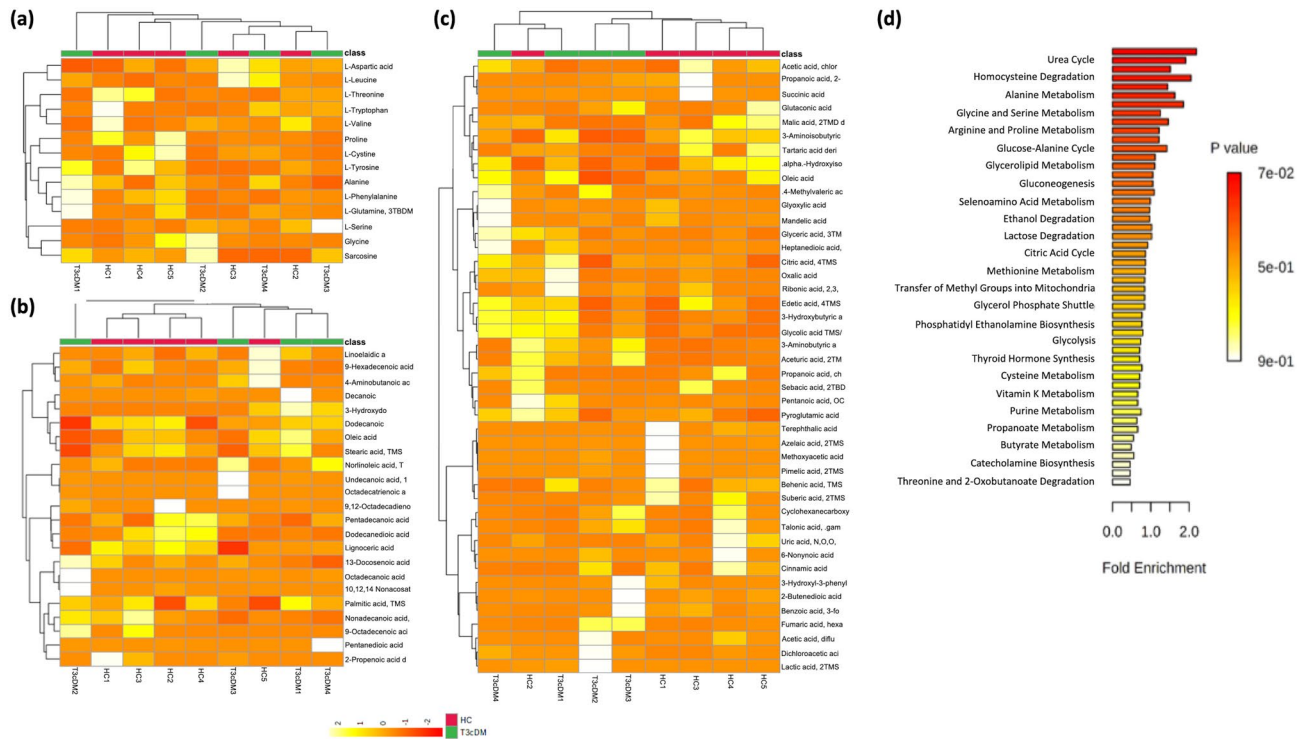 (a)
class
L-Aspartic acid
L-Leucine
L-Threonine
L-Tryptophan
L-Valine
Proline
L-Cystine
L-Tyrosine
Alanine
L-Phenylalanine
L-Glutamine, 3TBDM
L-Serine
Glycine
Sarcosine
T3cDM1
HC1
HC4
HC5
T3cDM2
HC3
T3cDM4
HC2
T3cDM3
(b)
class
Linoelaidic a
9-Hexadecenoic acid
4-Aminobutanoic ac
Decanoic
3-Hydroxydo
Dodecanoic
Oleic acid
Stearic acid, TMS
Norlinoleic acid, T
Undecanoic acid, 1
Octadecatrienoic a
9,12-Octadecadieno
Pentadecanoic acid
Dodecanedioic acid
Lignoceric acid
13-Docosenoic acid
Octadecanoic acid
10,12,14 Nonacosat
Palmitic acid, TMS
Nonadecanoic acid,
9-Octadecenoic aci
Pentanedioic acid
2-Propenoic acid d
T3cDM2
HC1
HC3
HC2
HC4
T3cDM3
HC5
T3cDM1
T3cDM4
2
1
0
-1
-2
HC
T3cDM
(c)
class
Acetic acid, chlor
Propanoic acid, 2-
Succinic acid
Glutaconic acid
Malic acid, 2TMD d
3-Aminoisobutyric
Tartaric acid deri
.alpha.-Hydroxyiso
Oleic acid
.4-Methylvaleric ac
Glyoxylic acid
Mandelic acid
Glyceric acid, 3TM
Heptanedioic acid,
Citric acid, 4TMS
Oxalic acid
Ribonic acid, 2,3,
Edetic acid, 4TMS
3-Hydroxybutyric a
Glycolic acid TMS/
3-Aminobutyric a
Aceturic acid, 2TM
Propanoic acid, ch
Sebacic acid, 2TBD
Pentanoic acid, OC
Pyroglutamic acid
Terephthalic acid
Azelaic acid, 2TMS
Methoxyacetic acid
Pimelic acid, 2TMS
Behenic acid, TMS
Suberic acid, 2TMS
Cyclohexanecarboxy
Talonic acid, .gam
Uric acid, N,O,O,
6-Nonynoic acid
Cinnamic acid
3-Hydroxyl-3-phenyl
2-Butenedioic acid
Benzoic acid, 3-fo
Fumaric acid, hexa
Acetic acid, diflu
Dichloroacetic aci
Lactic acid, 2TMS
T3cDM4
HC2
T3cDM1
T3cDM2
T3cDM3
HC1
HC3
HC4
HC5
(d)
Urea Cycle
Homocysteine Degradation
Alanine Metabolism
Glycine and Serine Metabolism
Arginine and Proline Metabolism
Glucose-Alanine Cycle
Glycerolipid Metabolism
Gluconeogenesis
Selenoamino Acid Metabolism
Ethanol Degradation
Lactose Degradation
Citric Acid Cycle
Methionine Metabolism
Transfer of Methyl Groups into Mitochondria
Glycerol Phosphate Shuttle
Phosphatidyl Ethanolamine Biosynthesis
Glycolysis
Thyroid Hormone Synthesis
Cysteine Metabolism
Vitamin K Metabolism
Purine Metabolism
Propanoate Metabolism
Butyrate Metabolism
Catecholamine Biosynthesis
Threonine and 2-Oxobutanoate Degradation
0.0
1.0
2.0
Fold Enrichment
P value
7e-02
5e-01
9e-01